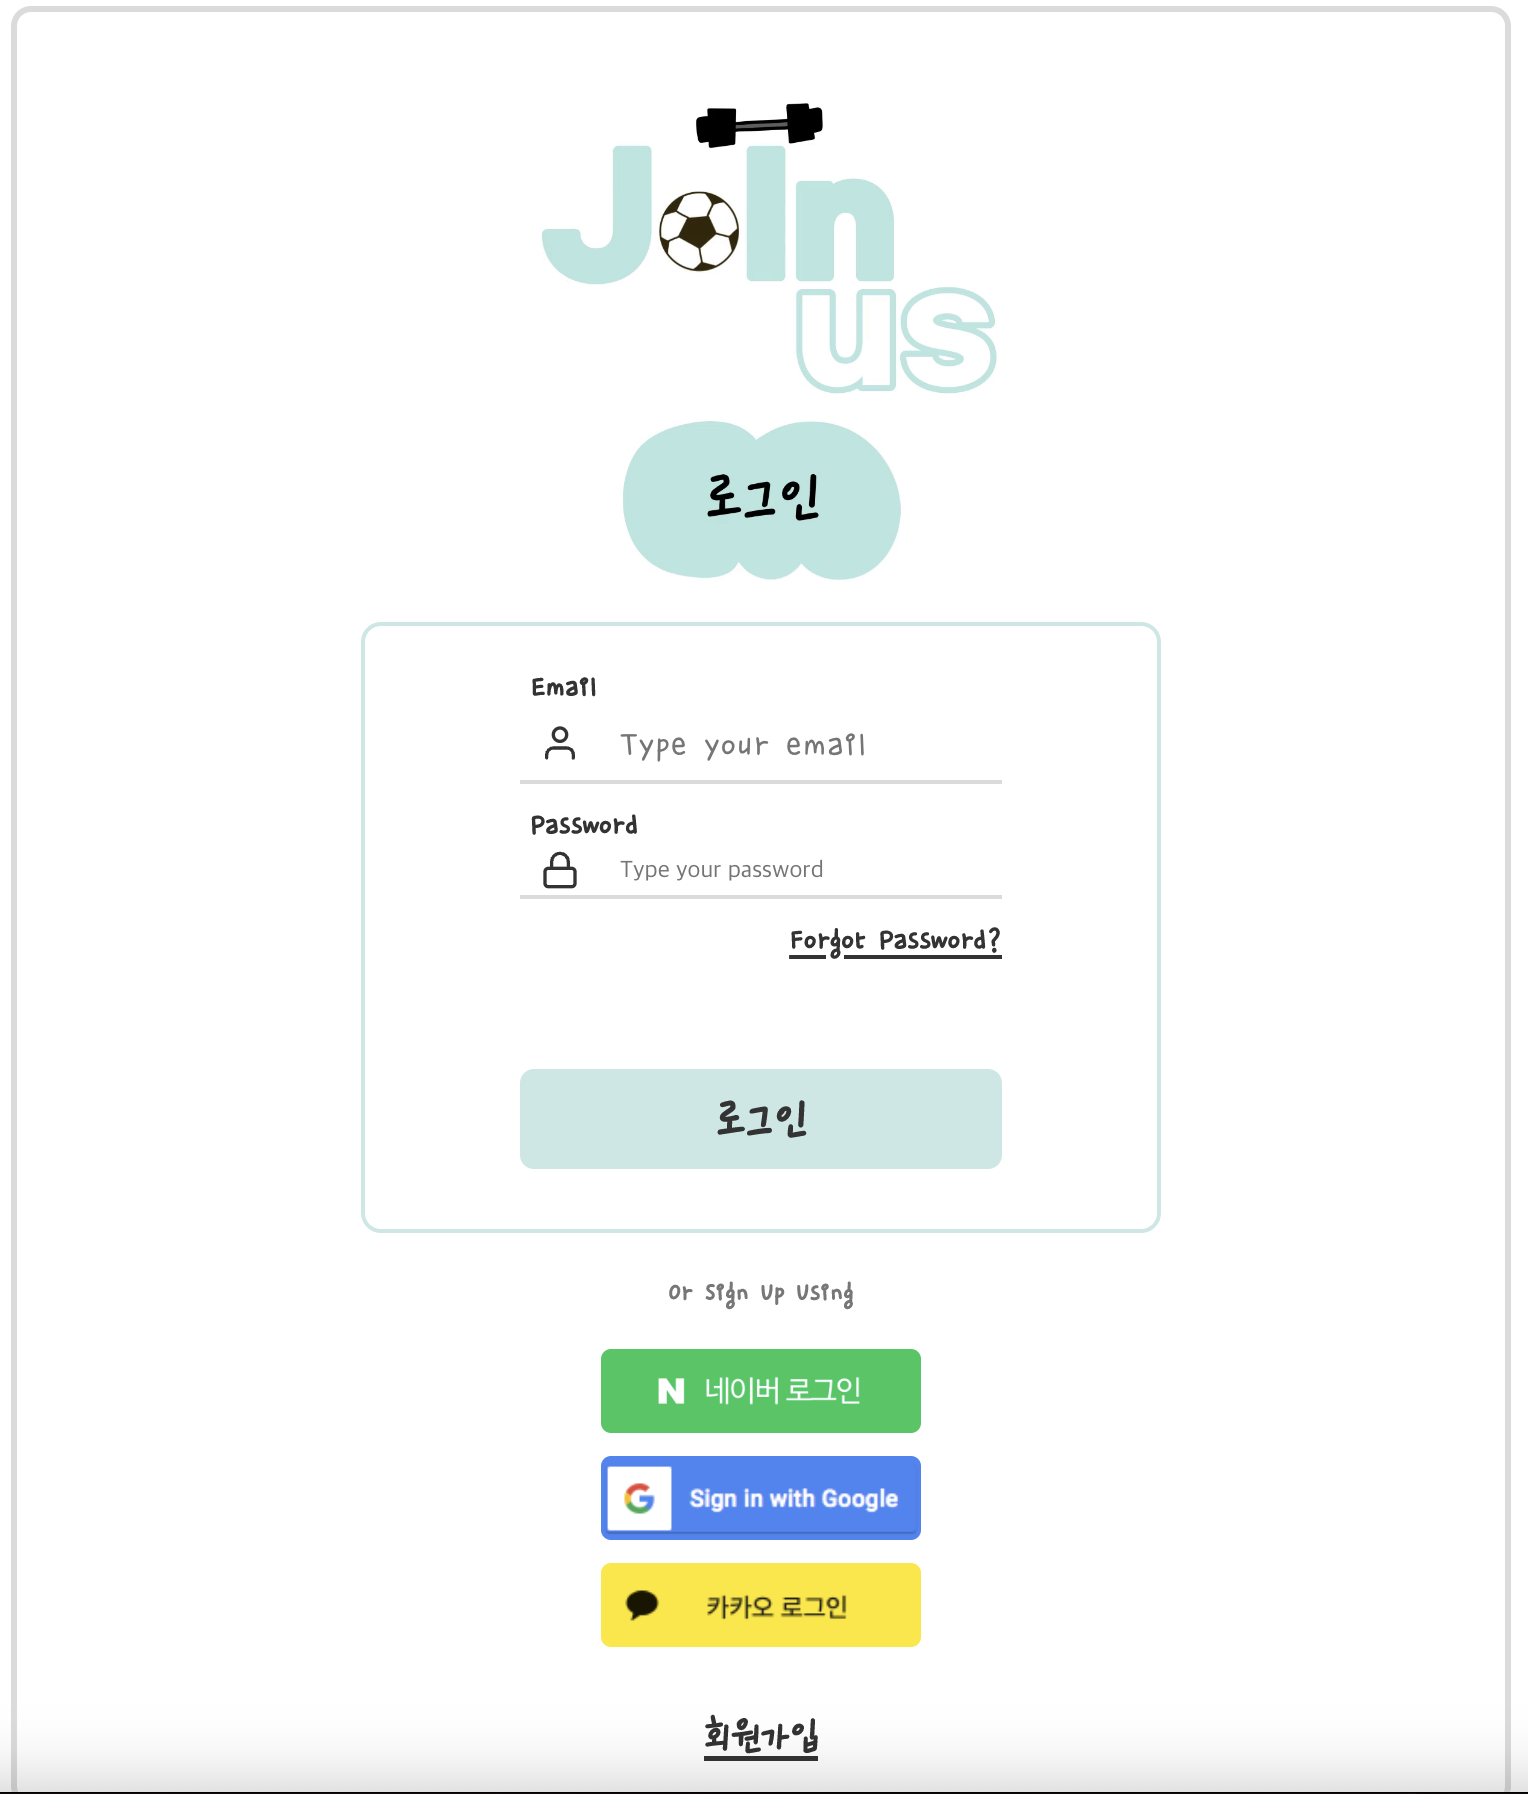 JoIn
us
로그인
Email
Type your email
Password
Type your password
Forgot Password?
로그인
Or Sign Up Using
N 네이버 로그인
G Sign in with Google
카카오 로그인
회원가입